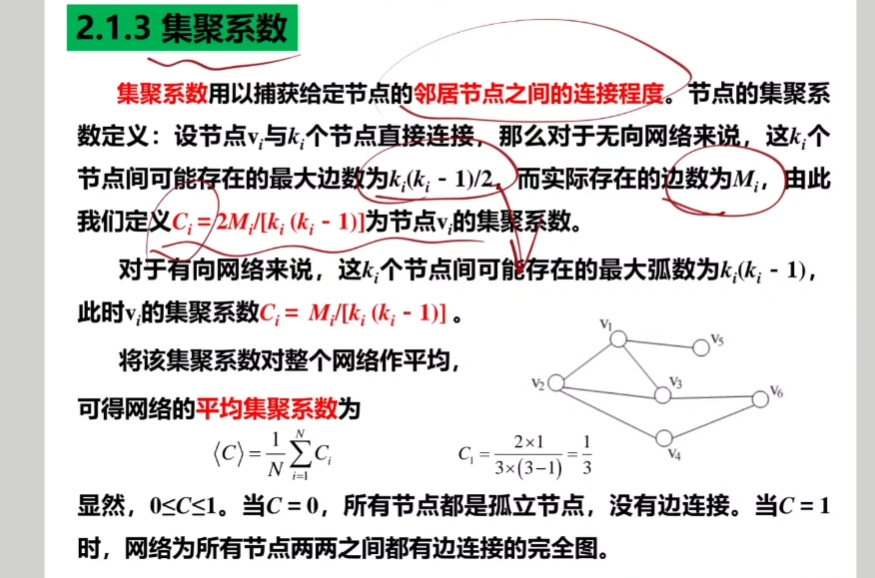 2.1.3 集聚系数
集聚系数用以捕获给定节点的邻居节点之间的连接程度。节点的集聚系
数定义：设节点vᵢ与kᵢ个节点直接连接，那么对于无向网络来说，这kᵢ个
节点间可能存在的最大边数为kᵢ(kᵢ - 1)/2，而实际存在的边数为Mᵢ，由此
我们定义Cᵢ = 2Mᵢ/[kᵢ (kᵢ - 1)]为节点vᵢ的集聚系数。
对于有向网络来说，这kᵢ个节点间可能存在的最大弧数为kᵢ(kᵢ - 1)，
此时vᵢ的集聚系数Cᵢ = Mᵢ/[kᵢ (kᵢ - 1)] 。
将该集聚系数对整个网络作平均，
可得网络的平均集聚系数为
⟨C⟩ = 1/N ∑ᵢ₌₁ᴺ Cᵢ
C₁ = 2×1 / 3×(3−1) = 1/3
V₁
V₅
V₂
V₃
V₆
V₄
显然，0≤C≤1。当C = 0，所有节点都是孤立节点，没有边连接。当C = 1
时，网络为所有节点两两之间都有边连接的完全图。